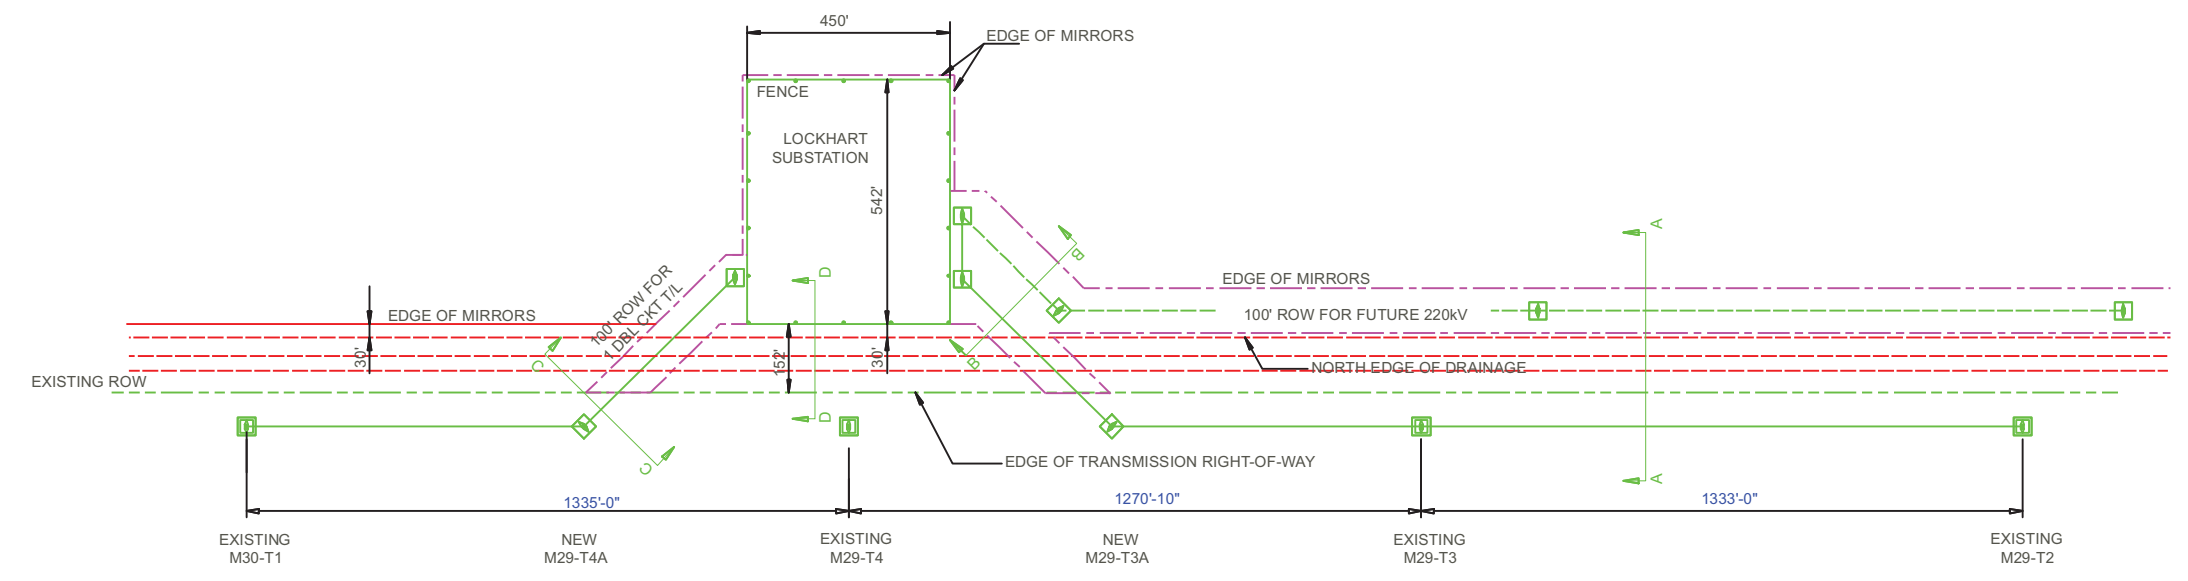 450'
EDGE OF MIRRORS
FENCE
LOCKHART
SUBSTATION
542'
A
B
D
EDGE OF MIRRORS
100' ROW FOR
1 DBL CKT T/L
EDGE OF MIRRORS
100' ROW FOR FUTURE 220kV
30'
152'
30'
C
B
NORTH EDGE OF DRAINAGE
EXISTING ROW
D
C
EDGE OF TRANSMISSION RIGHT-OF-WAY
A
1335'-0"
1270'-10"
1333'-0"
EXISTING
M30-T1
NEW
M29-T4A
EXISTING
M29-T4
NEW
M29-T3A
EXISTING
M29-T3
EXISTING
M29-T2